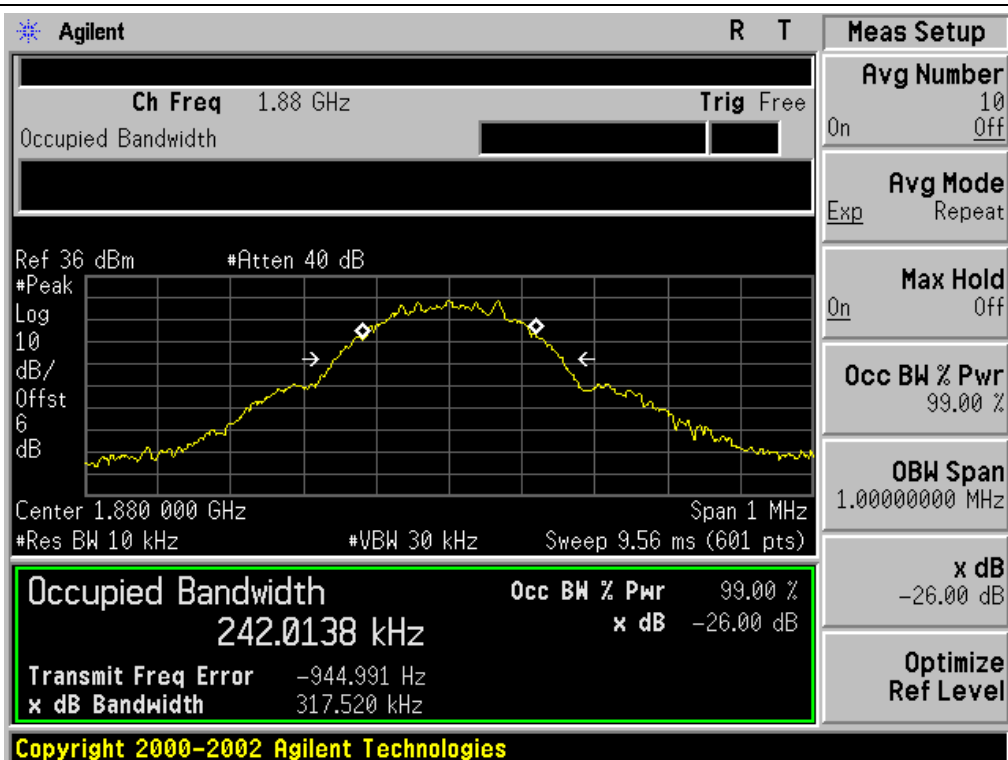 Agilent R T
Ch Freq 1.88 GHz Trig Free
Occupied Bandwidth
Ref 36 dBm #Atten 40 dB
#Peak
Log
10
dB/
Offst
6
dB
Center 1.880 000 GHz Span 1 MHz
#Res BW 10 kHz #VBW 30 kHz Sweep 9.56 ms (601 pts)
Occupied Bandwidth Occ BW % Pwr 99.00 %
242.0138 kHz x dB -26.00 dB
Transmit Freq Error -944.991 Hz
x dB Bandwidth 317.520 kHz
Copyright 2000-2002 Agilent Technologies
Meas Setup
Avg Number
10
On Off
Avg Mode
Exp Repeat
Max Hold
On Off
Occ BW % Pwr
99.00 %
OBW Span
1.00000000 MHz
x dB
-26.00 dB
Optimize
Ref Level